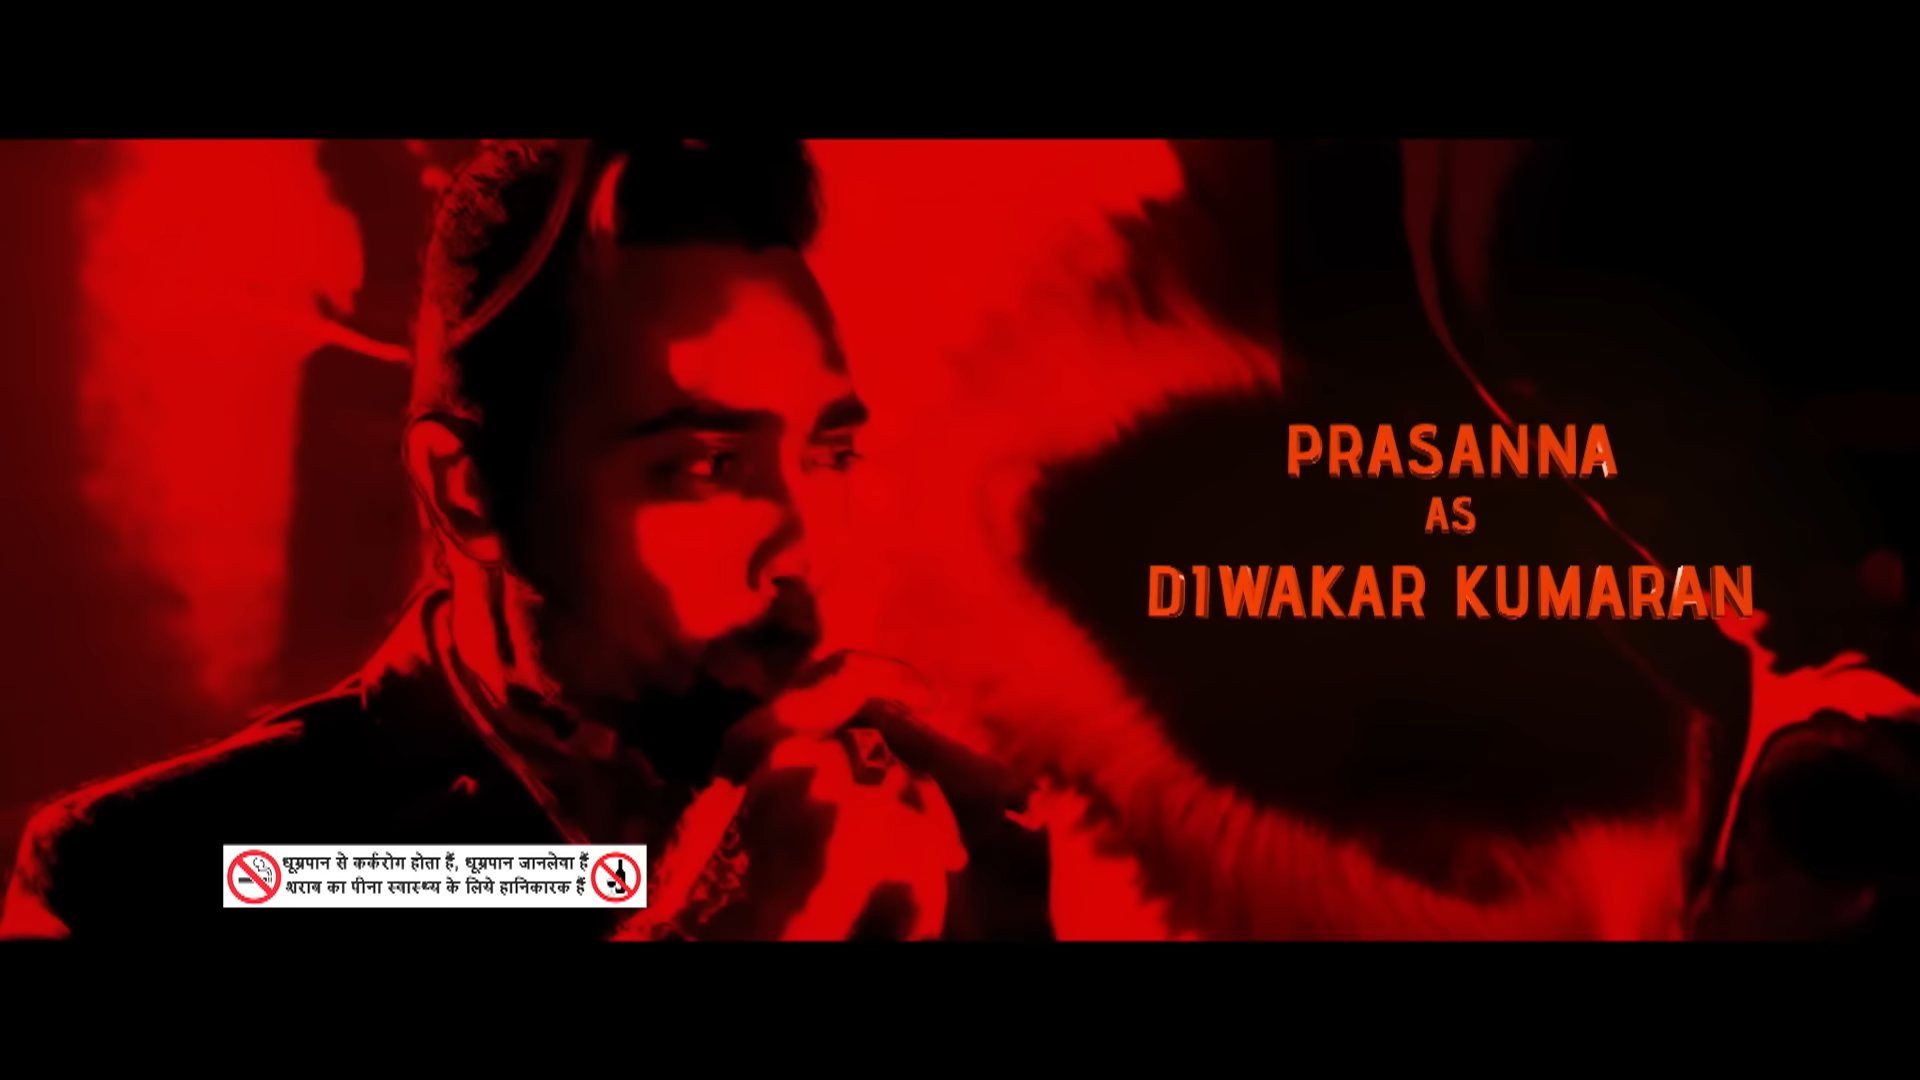 PRASANNA
AS
DIWAKAR KUMARAN
धूम्रपान से कर्करोग होता हैं, धूम्रपान जानलेवा हैं
शराब का पीना स्वास्थ्य के लिये हानिकारक हैं